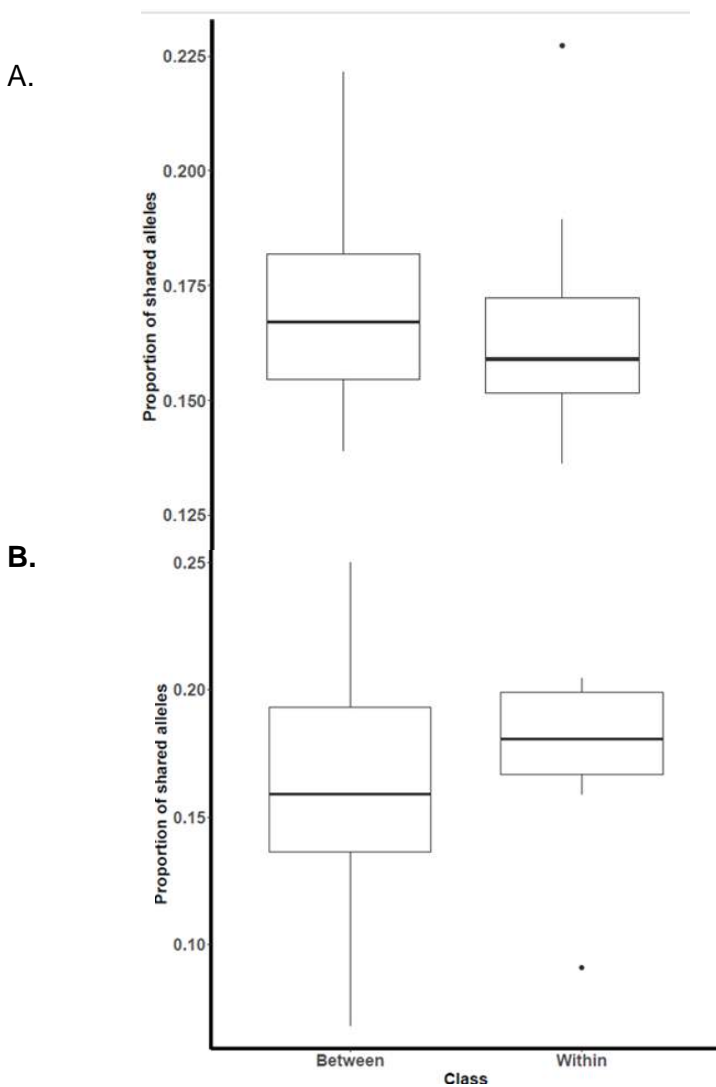 A.
Proportion of shared alleles
0.225
0.200
0.175
0.150
0.125
B.
Proportion of shared alleles
0.25
0.20
0.15
0.10
Between Within
Class